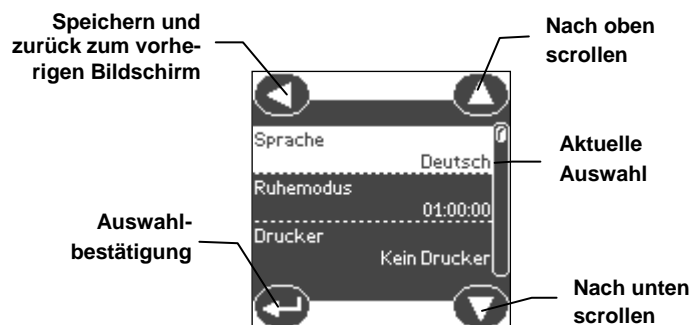 Speichern und
zurück zum vorhe-
rigen Bildschirm
Nach oben
scrollen
Sprache
Deutsch
Aktuelle
Auswahl
Ruhemodus
01:00:00
Auswahl-
bestätigung
Drucker
Kein Drucker
Nach unten
scrollen